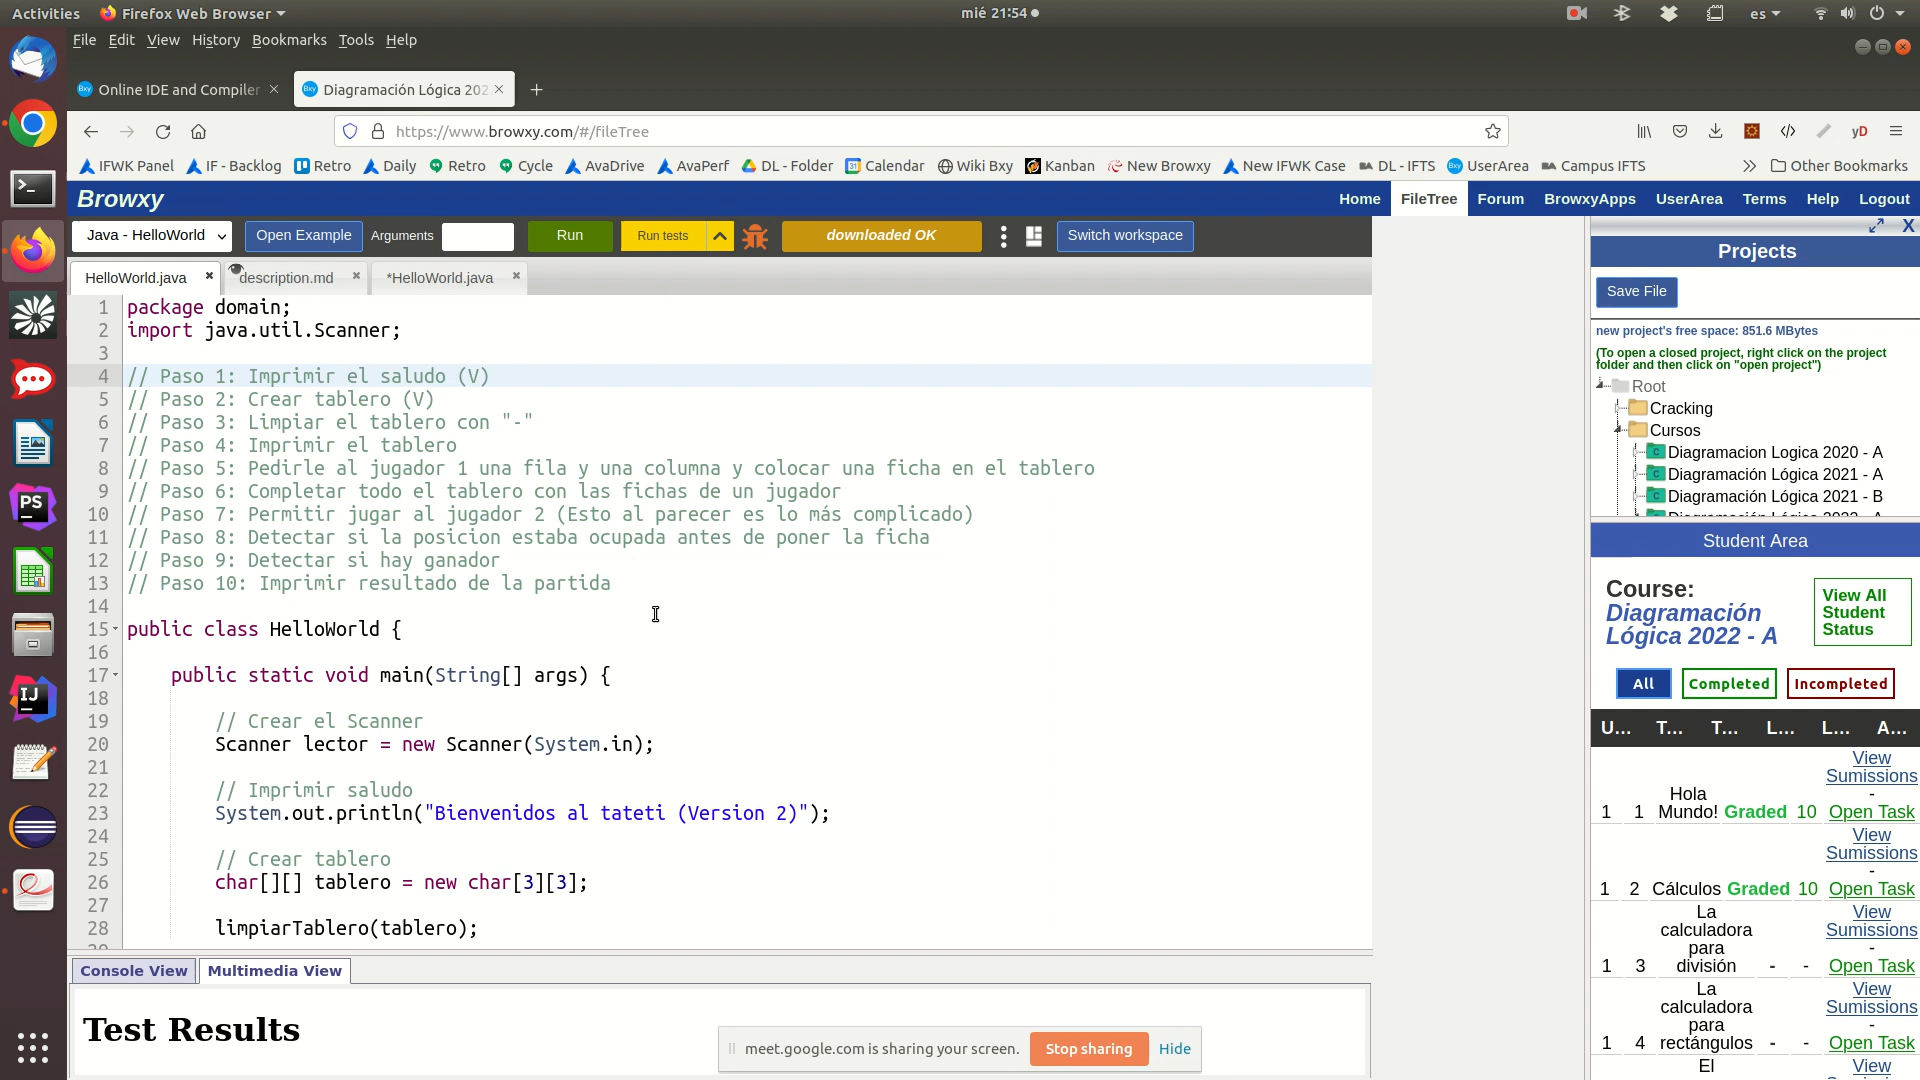 Activities Firefox Web Browser mié 21:54 es
File Edit View History Bookmarks Tools Help
Online IDE and Compiler Diagramación Lógica 202
https://www.browxy.com/#/fileTree yD
IFWK Panel IF - Backlog Retro Daily Retro Cycle AvaDrive AvaPerf DL - Folder Calendar Wiki Bxy Kanban New Browxy New IFWK Case DL - IFTS UserArea Campus IFTS Other Bookmarks
Browxy Home FileTree Forum BrowxyApps UserArea Terms Help Logout
Java - HelloWorld Open Example Arguments Run Run tests downloaded OK Switch workspace X
HelloWorld.java description.md *HelloWorld.java
1 package domain;
2 import java.util.Scanner;
3
4 // Paso 1: Imprimir el saludo (V)
5 // Paso 2: Crear tablero (V)
6 // Paso 3: Limpiar el tablero con "-"
7 // Paso 4: Imprimir el tablero
8 // Paso 5: Pedirle al jugador 1 una fila y una columna y colocar una ficha en el tablero
9 // Paso 6: Completar todo el tablero con las fichas de un jugador
10 // Paso 7: Permitir jugar al jugador 2 (Esto al parecer es lo más complicado)
11 // Paso 8: Detectar si la posicion estaba ocupada antes de poner la ficha
12 // Paso 9: Detectar si hay ganador
13 // Paso 10: Imprimir resultado de la partida
14
15 public class HelloWorld {
16
17 public static void main(String[] args) {
18
19 // Crear el Scanner
20 Scanner lector = new Scanner(System.in);
21
22 // Imprimir saludo
23 System.out.println("Bienvenidos al tateti (Version 2)");
24
25 // Crear tablero
26 char[][] tablero = new char[3][3];
27
28 limpiarTablero(tablero);
Console View Multimedia View
Test Results
meet.google.com is sharing your screen. Stop sharing Hide
Projects
Save File
new project's free space: 851.6 MBytes
(To open a closed project, right click on the project
folder and then click on "open project")
Root
Cracking
Cursos
Diagramacion Logica 2020 - A
Diagramación Lógica 2021 - A
Diagramación Lógica 2021 - B
Student Area
Course:
Diagramación
Lógica 2022 - A
View All
Student
Status
All Completed Incompleted
U... T... T... L... L... A...
1 1 Hola Mundo! Graded 10 View Sumissions - Open Task
1 2 Cálculos Graded 10 View Sumissions - Open Task
1 3 La calculadora para división - - View Sumissions - Open Task
1 4 La calculadora para rectángulos - - View Sumissions - Open Task
El View